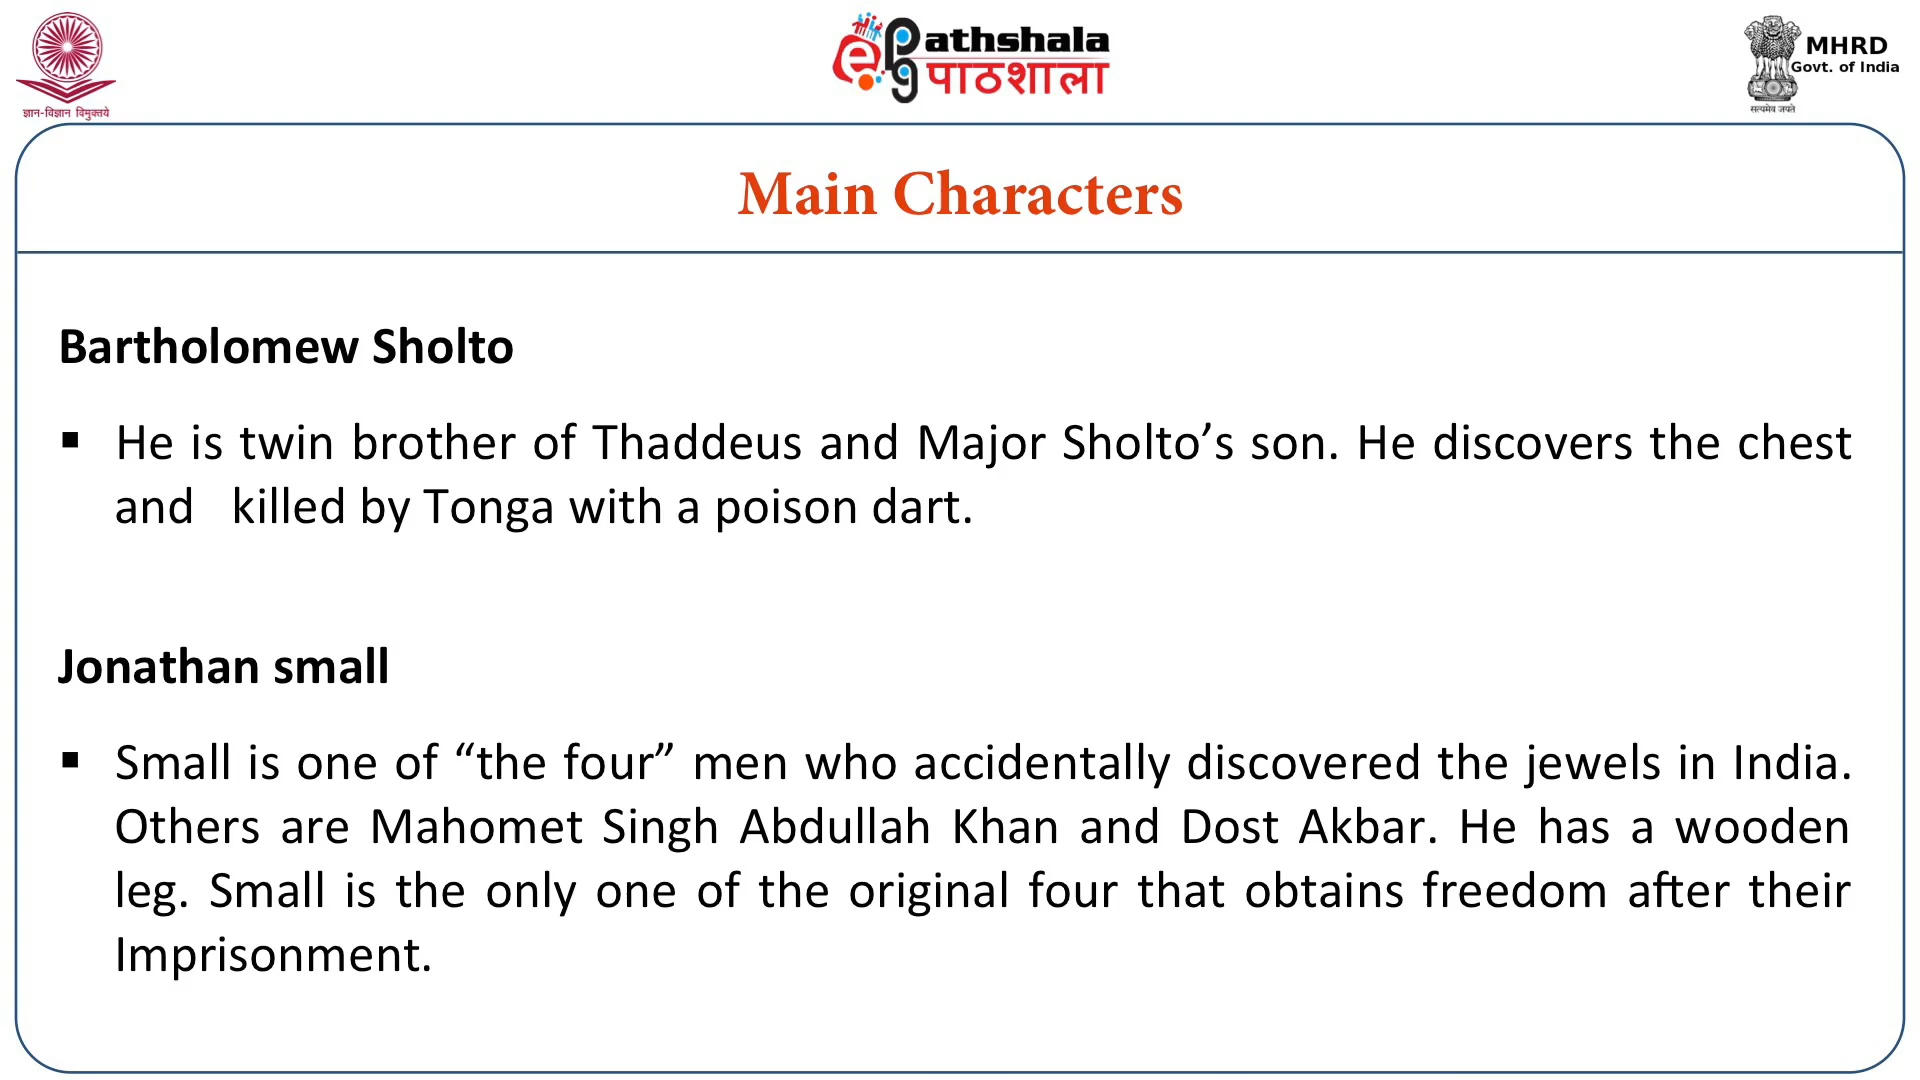 ज्ञान-विज्ञान विमुक्तये
ePathshala
पाठशाला
MHRD
Govt. of India
सत्यमेव जयते
Main Characters
Bartholomew Sholto
▪ He is twin brother of Thaddeus and Major Sholto’s son. He discovers the chest
and killed by Tonga with a poison dart.
Jonathan small
▪ Small is one of “the four” men who accidentally discovered the jewels in India.
Others are Mahomet Singh Abdullah Khan and Dost Akbar. He has a wooden
leg. Small is the only one of the original four that obtains freedom after their
Imprisonment.